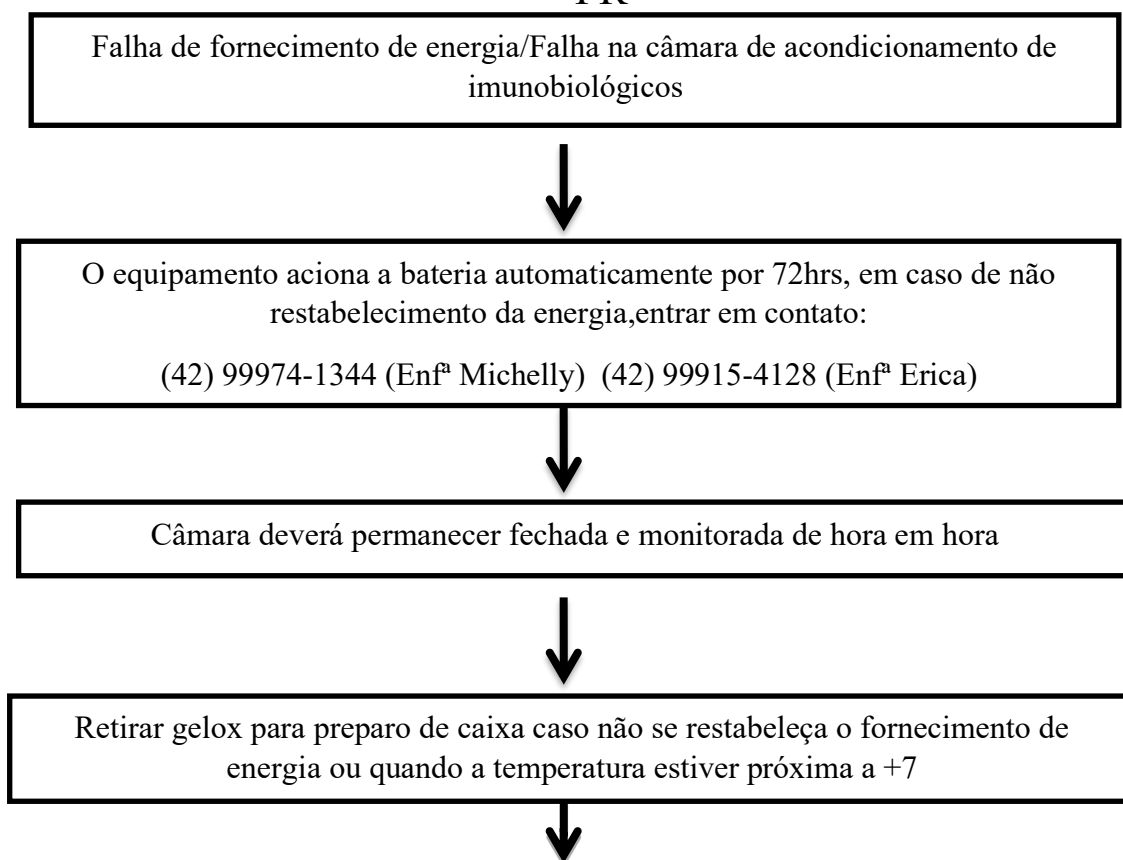 PR
Falha de fornecimento de energia/Falha na câmara de acondicionamento de
imunobiológicos
O equipamento aciona a bateria automaticamente por 72hrs, em caso de não
restabelecimento da energia,entrar em contato:
(42) 99974-1344 (Enfª Michelly) (42) 99915-4128 (Enfª Erica)
Câmara deverá permanecer fechada e monitorada de hora em hora
Retirar gelox para preparo de caixa caso não se restabeleça o fornecimento de
energia ou quando a temperatura estiver próxima a +7